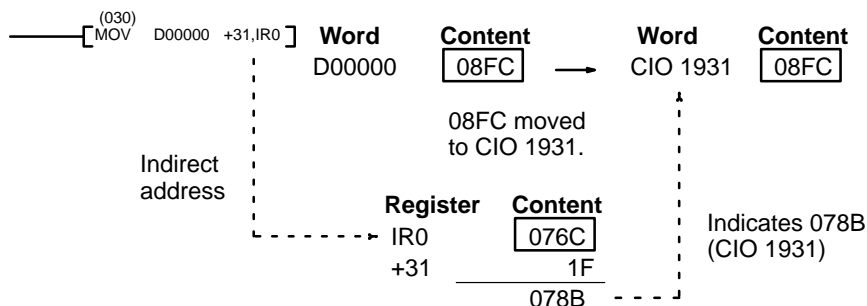 (030)
MOV D00000 +31,IR0
Word Content Word Content
D00000 08FC CIO 1931 08FC
08FC moved
to CIO 1931.
Indirect
address
Register Content
IR0 076C
+31 1F
078B
Indicates 078B
(CIO 1931)